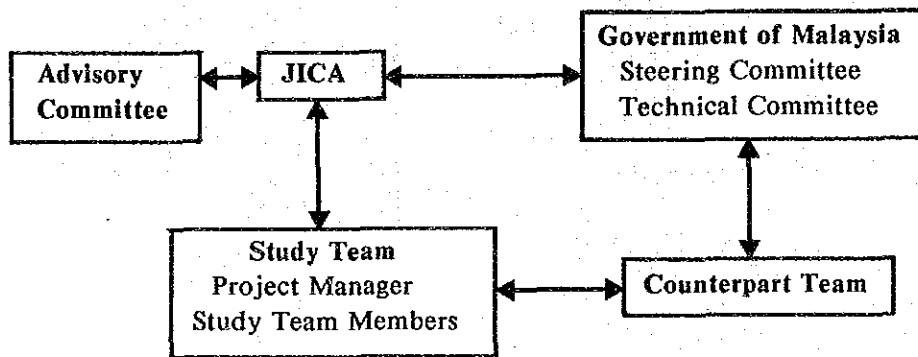 Advisory
Committee
JICA
Government of Malaysia
Steering Committee
Technical Committee
Study Team
Project Manager
Study Team Members
Counterpart Team